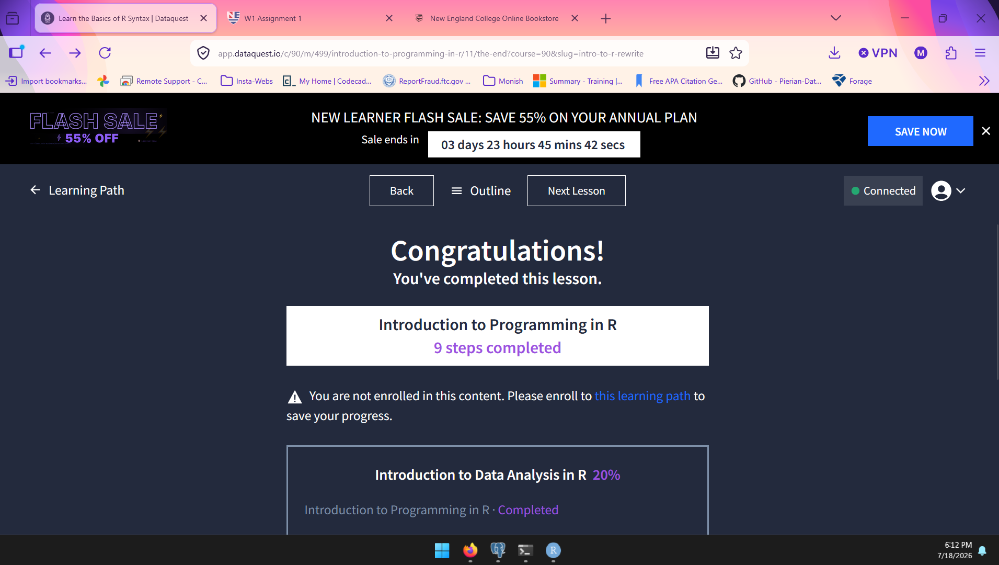 Learn the Basics of R Syntax | Dataquest
W1 Assignment 1
New England College Online Bookstore
app.dataquest.io/c/90/m/499/introduction-to-programming-in-r/11/the-end?course=90&slug=intro-to-r-rewrite
VPN
M
Import bookmarks...
Remote Support - C...
Insta-Webs
My Home | Codecad...
ReportFraud.ftc.gov ...
Monish
Summary - Training |...
Free APA Citation Ge...
GitHub - Pierian-Dat...
Forage
FLASH SALE
55% OFF
NEW LEARNER FLASH SALE: SAVE 55% ON YOUR ANNUAL PLAN
Sale ends in
03 days 23 hours 45 mins 42 secs
SAVE NOW
Learning Path
Back
Outline
Next Lesson
Connected
Congratulations!
You've completed this lesson.
Introduction to Programming in R
9 steps completed
You are not enrolled in this content. Please enroll to this learning path to
save your progress.
Introduction to Data Analysis in R 20%
Introduction to Programming in R · Completed
R
6:12 PM
7/18/2026